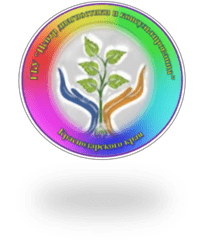 ГБУ "Центр диагностики и консультирования"
Краснодарского края